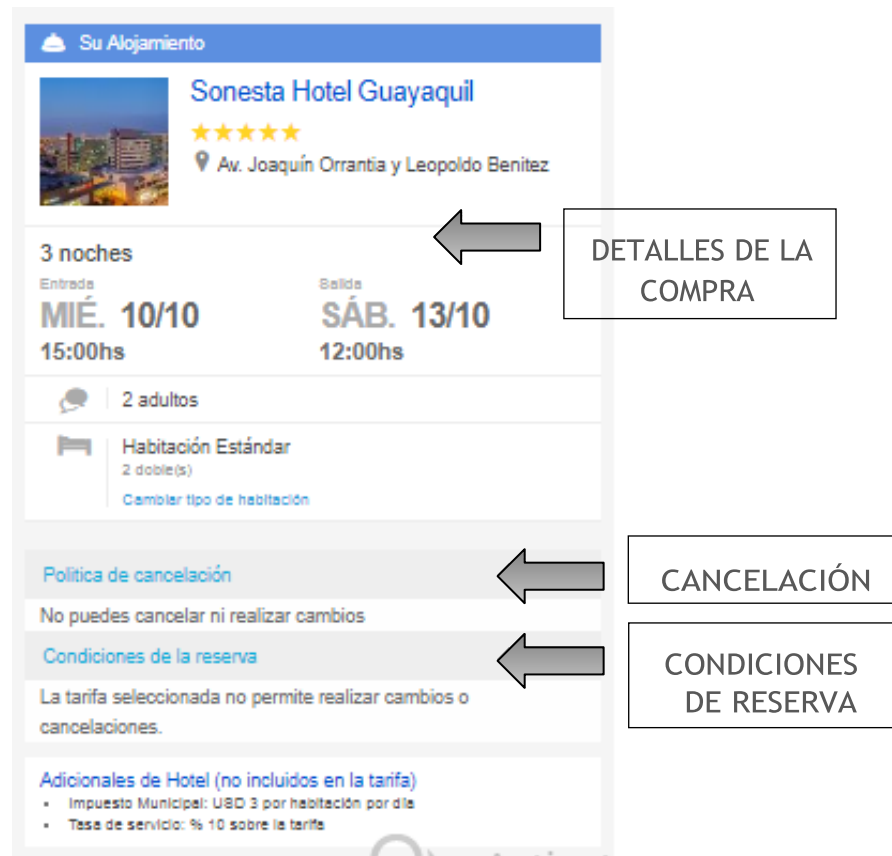 Su Alojamiento
Sonesta Hotel Guayaquil
Av. Joaquín Orrantia y Leopoldo Benitez
DETALLES DE LA
COMPRA
3 noches
Entrada
Salida
MIÉ. 10/10
SÁB. 13/10
15:00hs
12:00hs
2 adultos
Habitación Estándar
2 doble(s)
Cambiar tipo de habitación
Politica de cancelación
CANCELACIÓN
No puedes cancelar ni realizar cambios
Condiciones de la reserva
CONDICIONES
DE RESERVA
La tarifa seleccionada no permite realizar cambios o
cancelaciones.
Adicionales de Hotel (no incluidos en la tarifa)
- Impuesto Municipal: USD 3 por habitación por día
- Tasa de servicio: % 10 sobre la tarifa